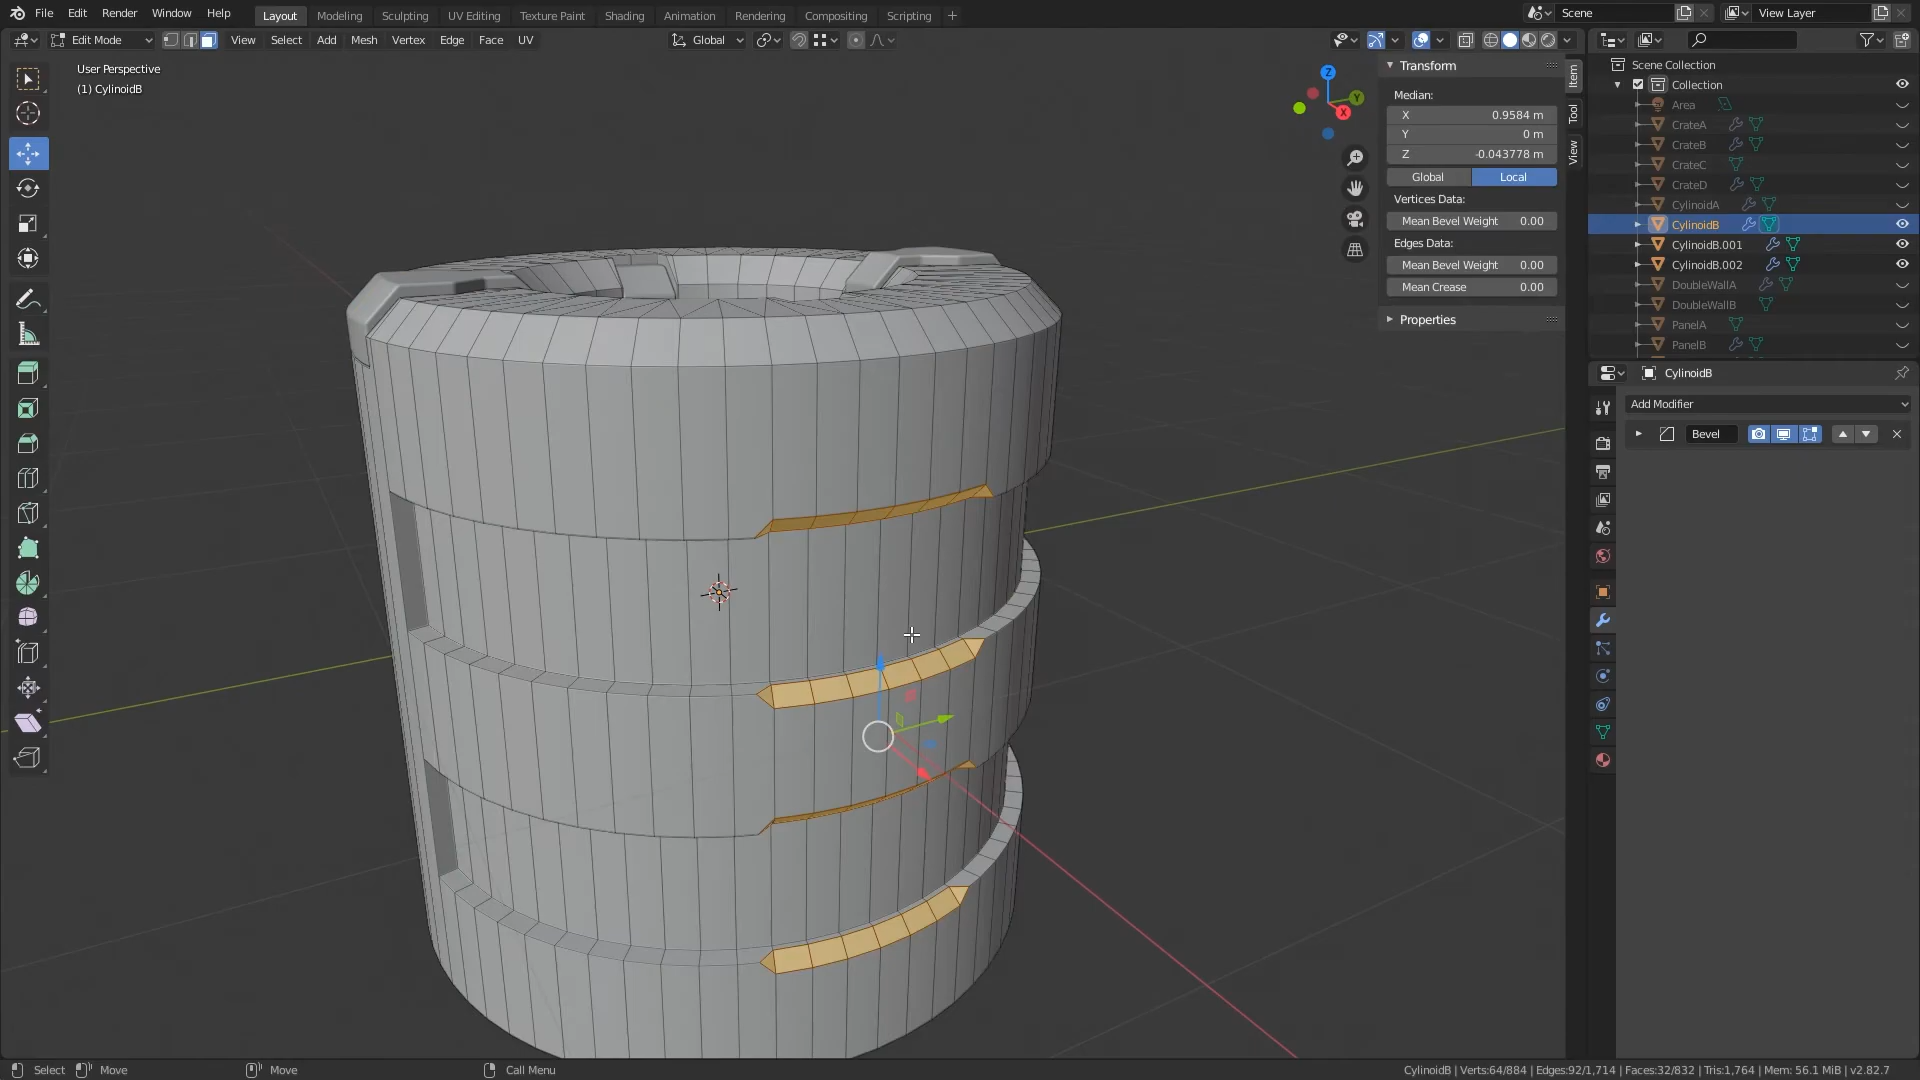 File Edit Render Window Help Layout Modeling Sculpting UV Editing Texture Paint Shading Animation Rendering Compositing Scripting Scene View Layer
Edit Mode View Select Add Mesh Vertex Edge Face UV Global
User Perspective
(1) CylinoidB
Z
Y
X
Transform
Median:
X 0.9584 m
Y 0 m
Z -0.043778 m
Global Local
Vertices Data:
Mean Bevel Weight 0.00
Edges Data:
Mean Bevel Weight 0.00
Mean Crease 0.00
Properties
Item
Tool
View
Scene Collection
Collection
Area
CrateA
CrateB
CrateC
CrateD
CylinoidA
CylinoidB
CylinoidB.001
CylinoidB.002
DoubleWallA
DoubleWallB
PanelA
PanelB
CylinoidB
Add Modifier
Bevel
Select Move Move Call Menu CylinoidB | Verts:64/884 | Edges:92/1,714 | Faces:32/832 | Tris:1,764 | Mem: 56.1 MiB | v2.82.7